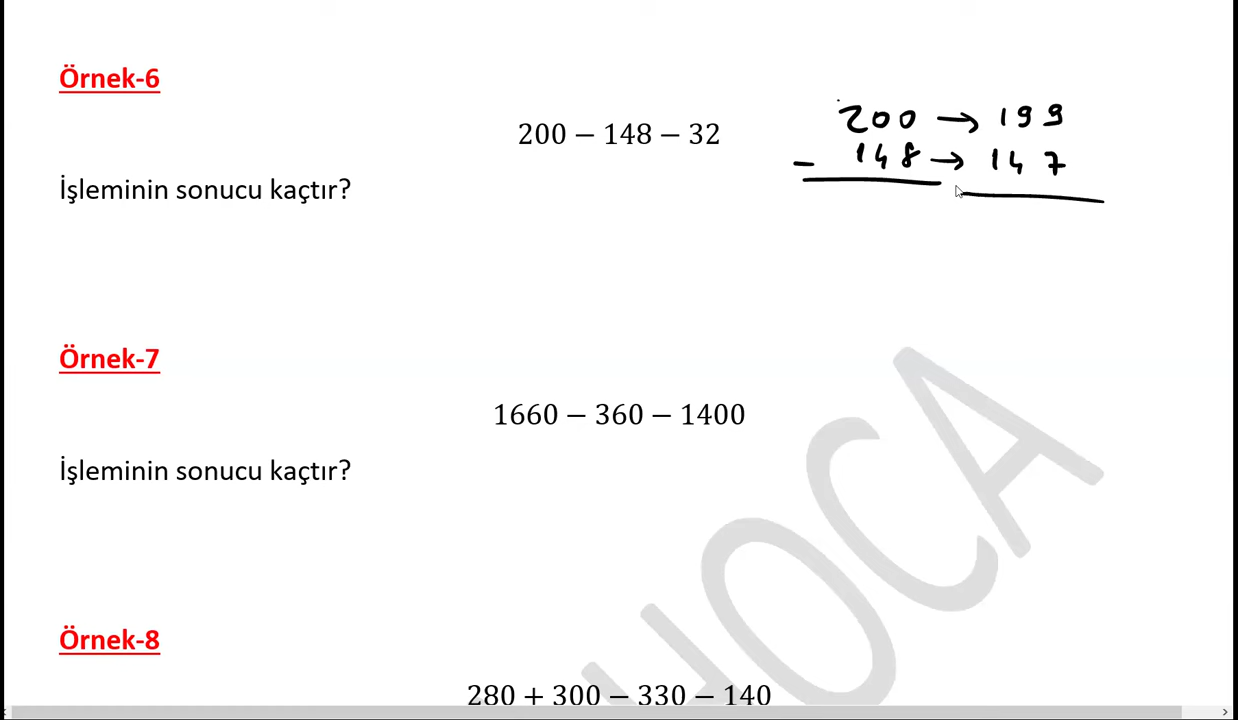 Örnek-6
200 − 148 − 32
200 → 199
− 148 → 147
İşleminin sonucu kaçtır?
Örnek-7
1660 − 360 − 1400
İşleminin sonucu kaçtır?
HOCA
Örnek-8
280 + 300 − 330 − 140